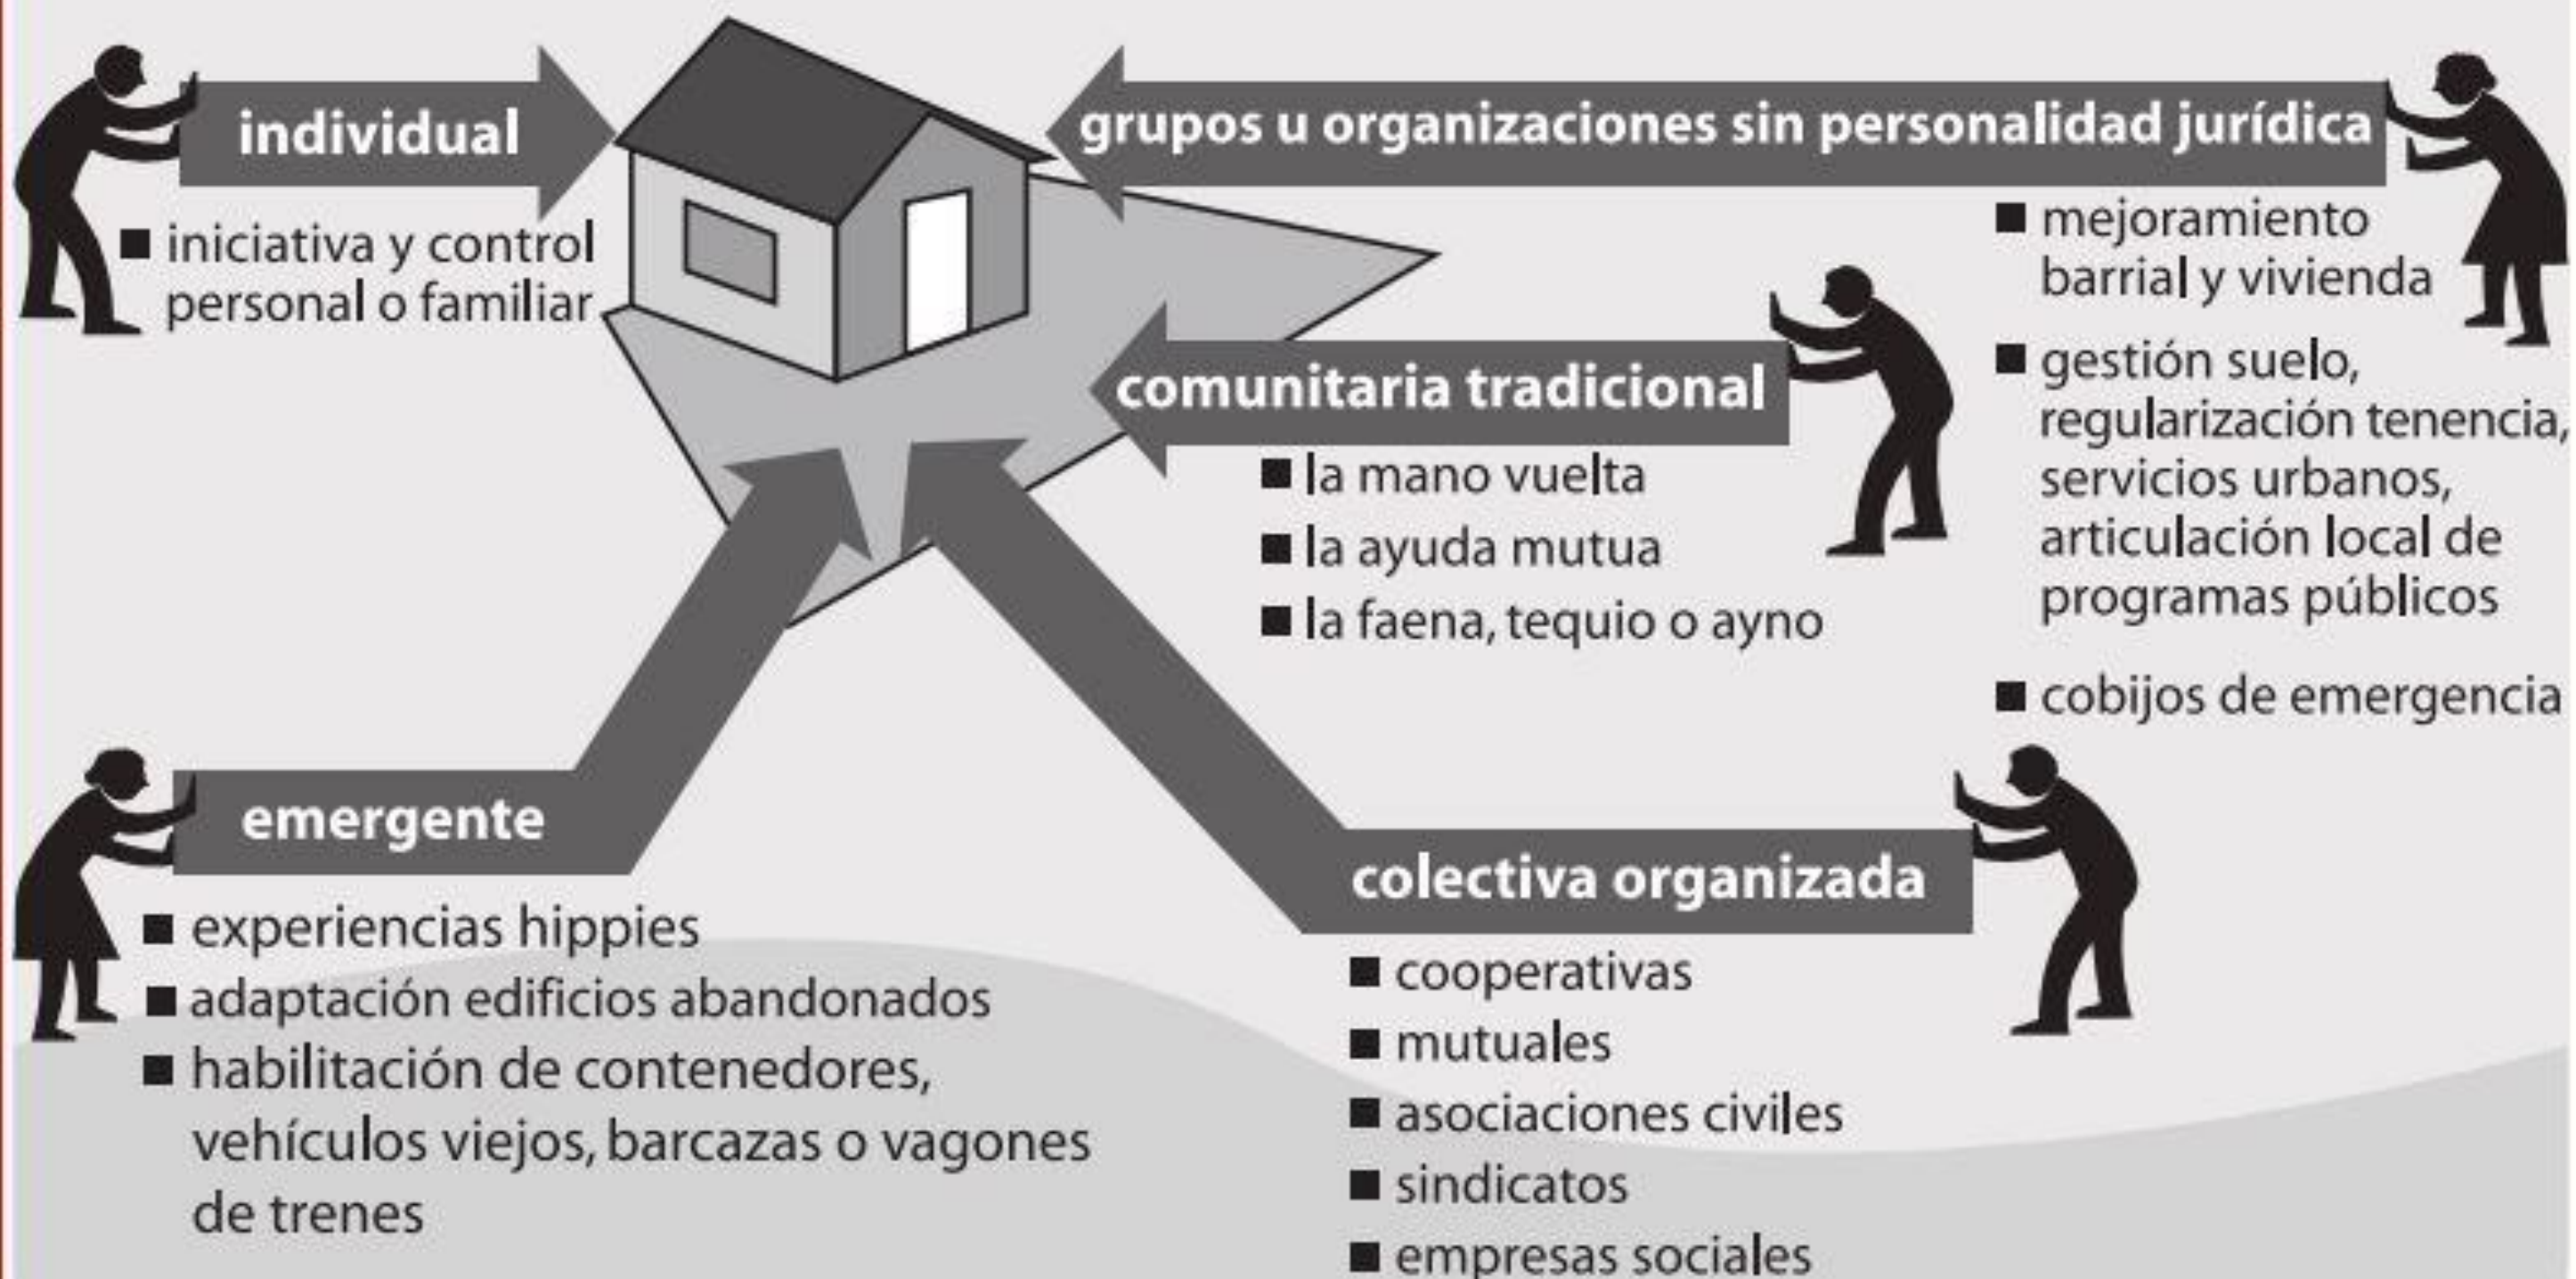 individual
iniciativa y control
personal o familiar
grupos u organizaciones sin personalidad jurídica
mejoramiento
barrial y vivienda
gestión suelo,
regularización tenencia,
servicios urbanos,
articulación local de
programas públicos
cobijos de emergencia
comunitaria tradicional
la mano vuelta
la ayuda mutua
la faena, tequio o ayno
emergente
experiencias hippies
adaptación edificios abandonados
habilitación de contenedores,
vehículos viejos, barcazas o vagones
de trenes
colectiva organizada
cooperativas
mutuales
asociaciones civiles
sindicatos
empresas sociales